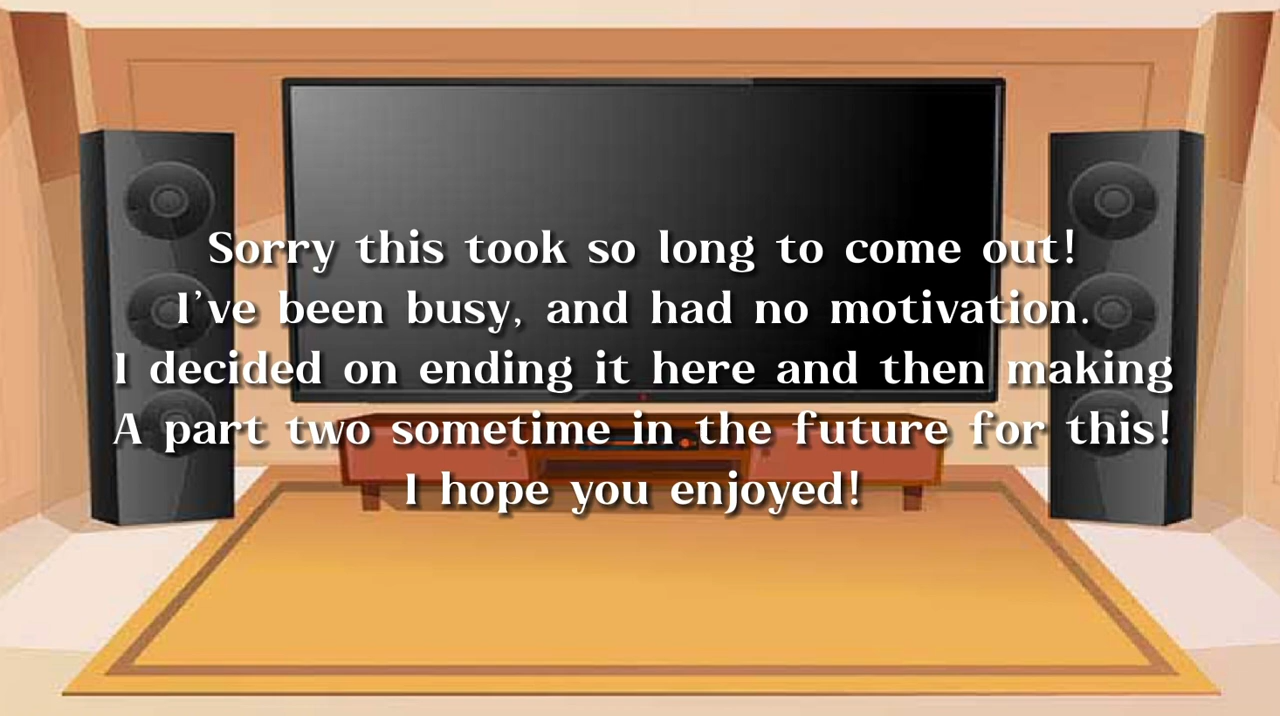 Sorry this took so long to come out!
I've been busy, and had no motivation.
I decided on ending it here and then making
A part two sometime in the future for this!
I hope you enjoyed!